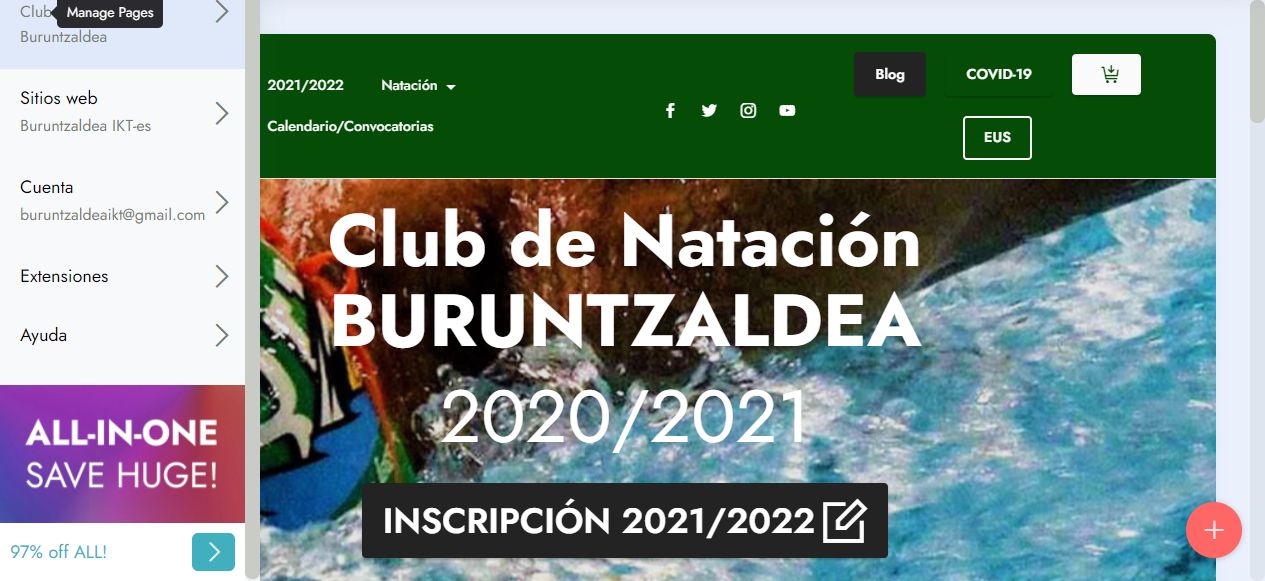 Club
Manage Pages
Buruntzaldea
Sitios web
Buruntzaldea IKT-es
Cuenta
buruntzaldeaikt@gmail.com
Extensiones
Ayuda
ALL-IN-ONE
SAVE HUGE!
97% off ALL!
2021/2022
Natación
Calendario/Convocatorias
Blog
COVID-19
EUS
Club de Natación
BURUNTZALDEA
2020/2021
INSCRIPCIÓN 2021/2022